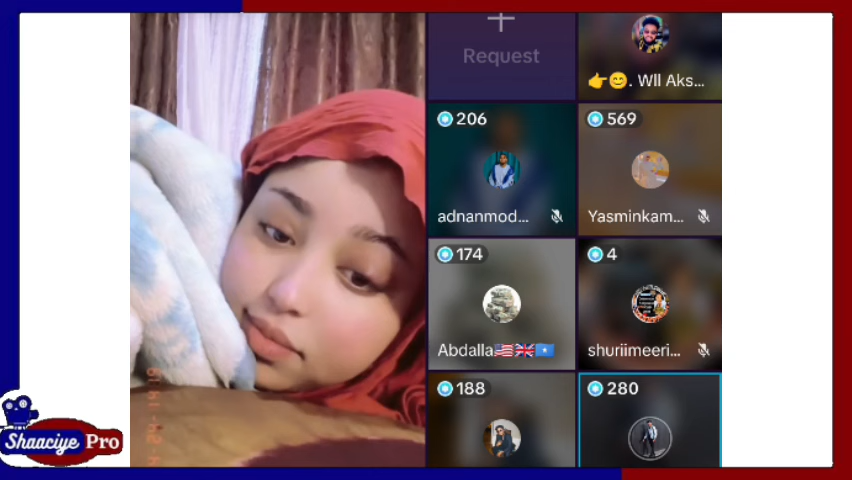 Request
👉😊. Wll Aks...
206
569
adnanmod...
Yasminkam...
174
4
Abdalla🇺🇸🇬🇧🇸🇴
shuriimeeri...
188
280
Shaaciye Pro